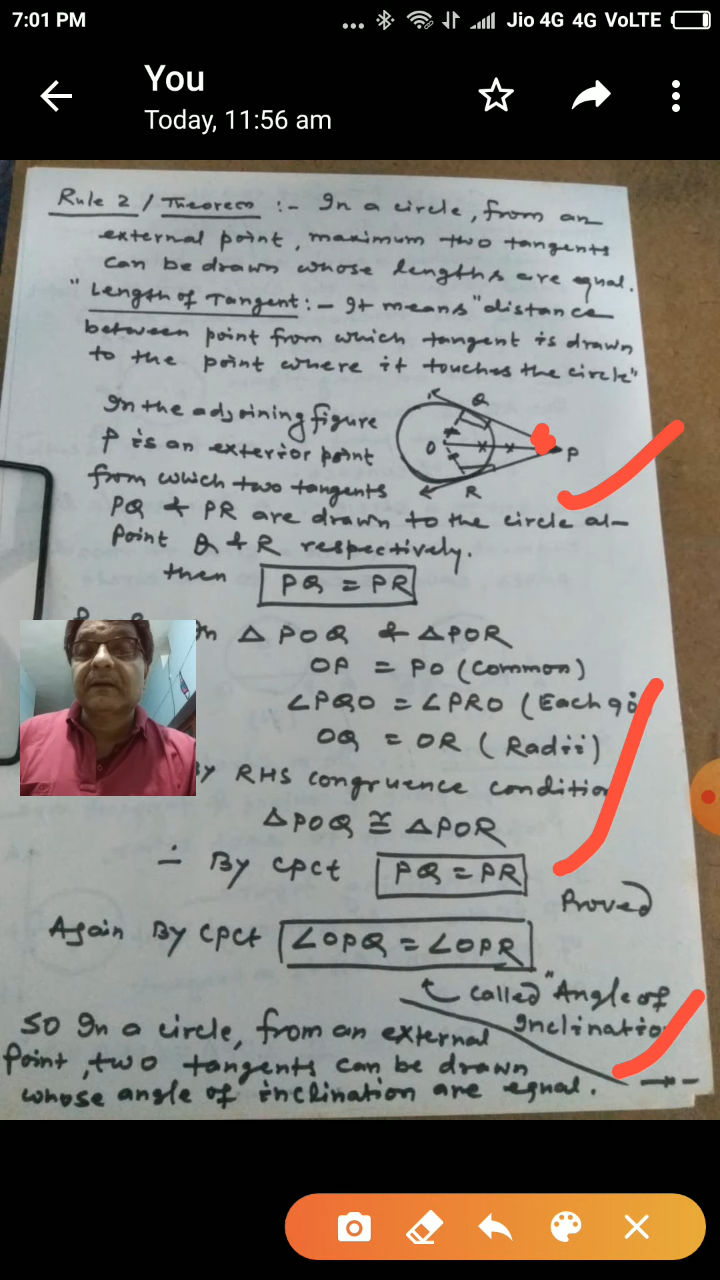 7:01 PM ... Jio 4G 4G VoLTE
You
Today, 11:56 am
Rule 2 / Theorem :- In a circle, from an
external point, maximum two tangents
can be drawn whose lengths are equal.
"Length of Tangent :- It means "distance
between point from which tangent is drawn
to the point where it touches the circle"
In the adjoining figure
P is an exterior point
from which two tangents
Q
O
P
R
PQ & PR are drawn to the circle at
Point Q & R respectively.
then PQ = PR
In △ POQ & △POR
OP = PO (Common)
∠PQO = ∠PRO (Each 90
OQ = OR (Radii)
By RHS congruence condition
△POQ ≅ △POR
∴ By CPCT PQ = PR
Proved
Again By CPCT ∠OPQ = ∠OPR
called "Angle of
Inclination
So In a circle, from an external
Point, two tangents can be drawn
whose angle of inclination are equal.